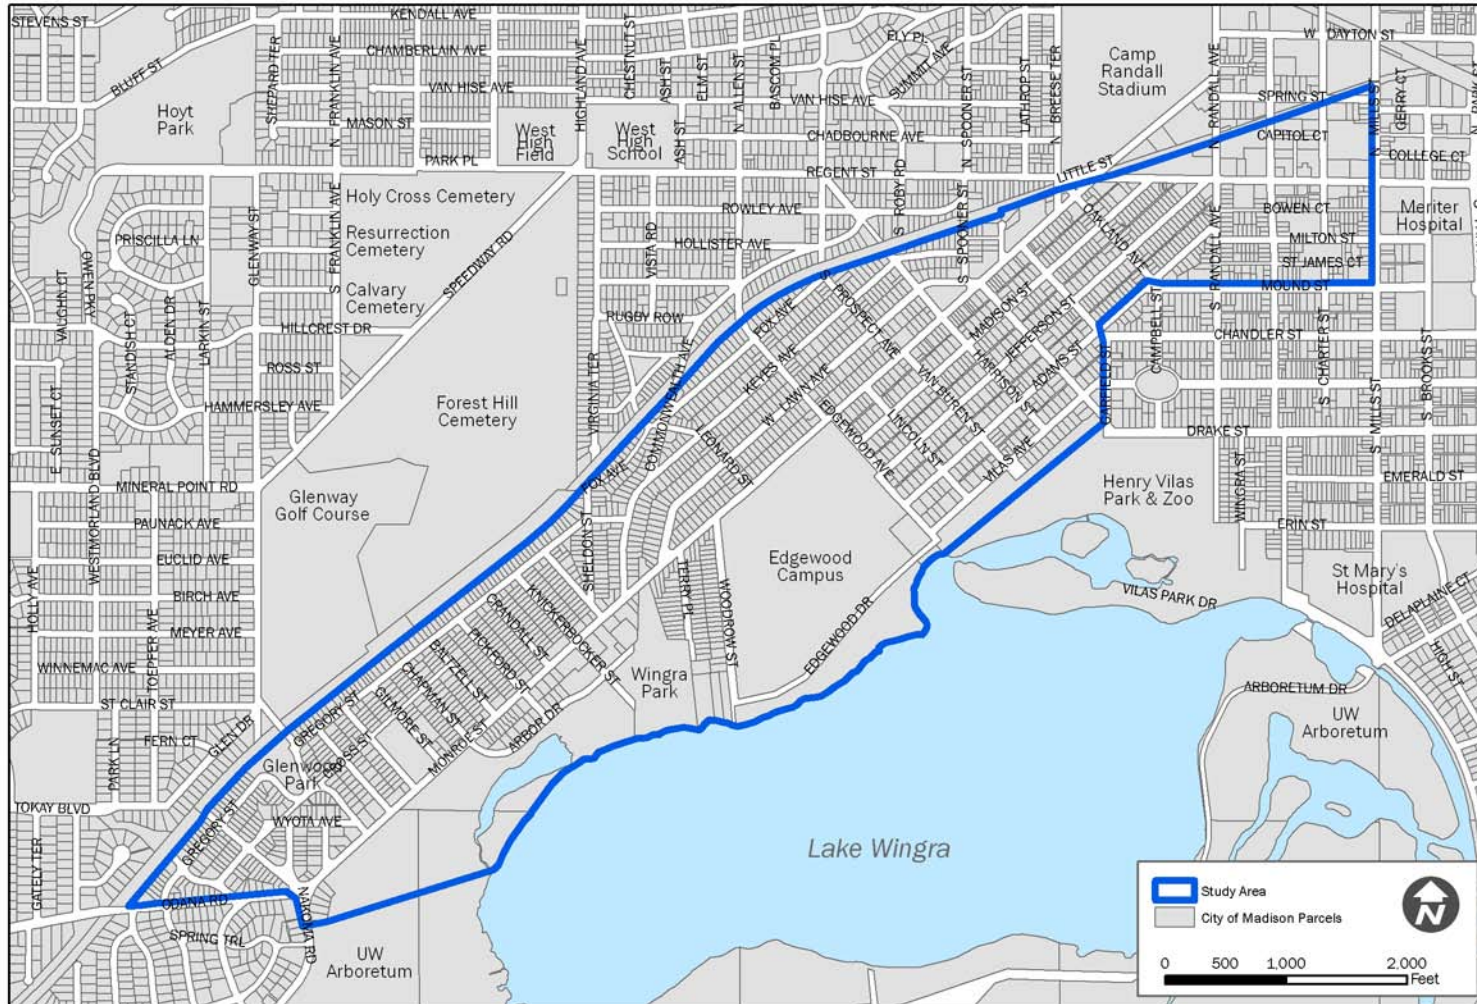 STEVENS ST
KENDALL AVE
CHESTNUT ST
ELY PL
W DAYTON ST
BLUFF ST
SHEPARD TER
CHAMBERLAIN AVE
N FRANKLIN AVE
HIGHLAND AVE
ASH ST
ELM ST
N ALLEN ST
BASCOM PL
SUMMIT AVE
N SPOONER ST
LATHROP ST
N BREESE TER
Camp
Randall
Stadium
N RANDALL AVE
SPRING ST
N MILLS ST
GERRY CT
VAN HISE AVE
VAN HISE AVE
Hoyt
Park
MASON ST
West
High
Field
West
High
School
ASH ST
CHADBOURNE AVE
CAPITOL CT
COLLEGE CT
PARK PL
REGENT ST
LITTLE ST
S ROBY RD
S SPOONER ST
Holy Cross Cemetery
Resurrection
Cemetery
Calvary
Cemetery
GLENWAY ST
S FRANKLIN AVE
SPEEDWAY RD
ROWLEY AVE
HOLLISTER AVE
VISTA RD
OAKLAND AVE
S RANDALL AVE
BOWEN CT
MILTON ST
ST JAMES CT
MOUND ST
Meriter
Hospital
PRISCILLA LN
OWEN PKY
VAUGHN CT
STANDISH CT
ALDEN DR
LARKIN ST
HILLCREST DR
ROSS ST
HAMMERSLEY AVE
E SUNSET CT
RUGBY ROW
VIRGINIA TER
COMMONWEALTH AVE
FOX AVE
S PROSPECT AVE
KEYES AVE
W LAWN AVE
MADISON ST
JEFFERSON ST
HARRISON ST
ADAMS ST
VAN BUREN ST
LINCOLN ST
VILAS AVE
EDGEWOOD AVE
GARFIELD ST
CAMPBELL ST
CHANDLER ST
S CHARTER ST
S MILLS ST
S BROOKS ST
DRAKE ST
Forest Hill
Cemetery
COMMONWEALTH AVE
LEONARD ST
FOX AVE
MINERAL POINT RD
WESTMORLAND BLVD
Glenway
Golf Course
PAUNACK AVE
EUCLID AVE
HOLLY AVE
BIRCH AVE
TOEPFER AVE
MEYER AVE
WINNEMAC AVE
ST CLAIR ST
Henry Vilas
Park & Zoo
WINGRA ST
EMERALD ST
ERIN ST
St Mary's
Hospital
DELAPLAINE CT
HIGH ST
VILAS PARK DR
SHELDON ST
Edgewood
Campus
TERRY PL
WOODROW ST
EDGEWOOD DR
KNICKERBOCKER ST
CRANDALL ST
PICKFORD ST
BALTZELL ST
CHAPMAN ST
GILMORE ST
CROSS ST
MONROE ST
ARBOR DR
Wingra
Park
ARBORETUM DR
UW
Arboretum
GREGORY ST
GLEN DR
FERN CT
PARK LN
Glenwood
Park
TOKAY BLVD
GREGORY ST
WYOTA AVE
GATELY TER
ODANA RD
NAKOMA RD
SPRING TRL
UW
Arboretum
Lake Wingra
Study Area
City of Madison Parcels
N
0 500 1,000 2,000
Feet